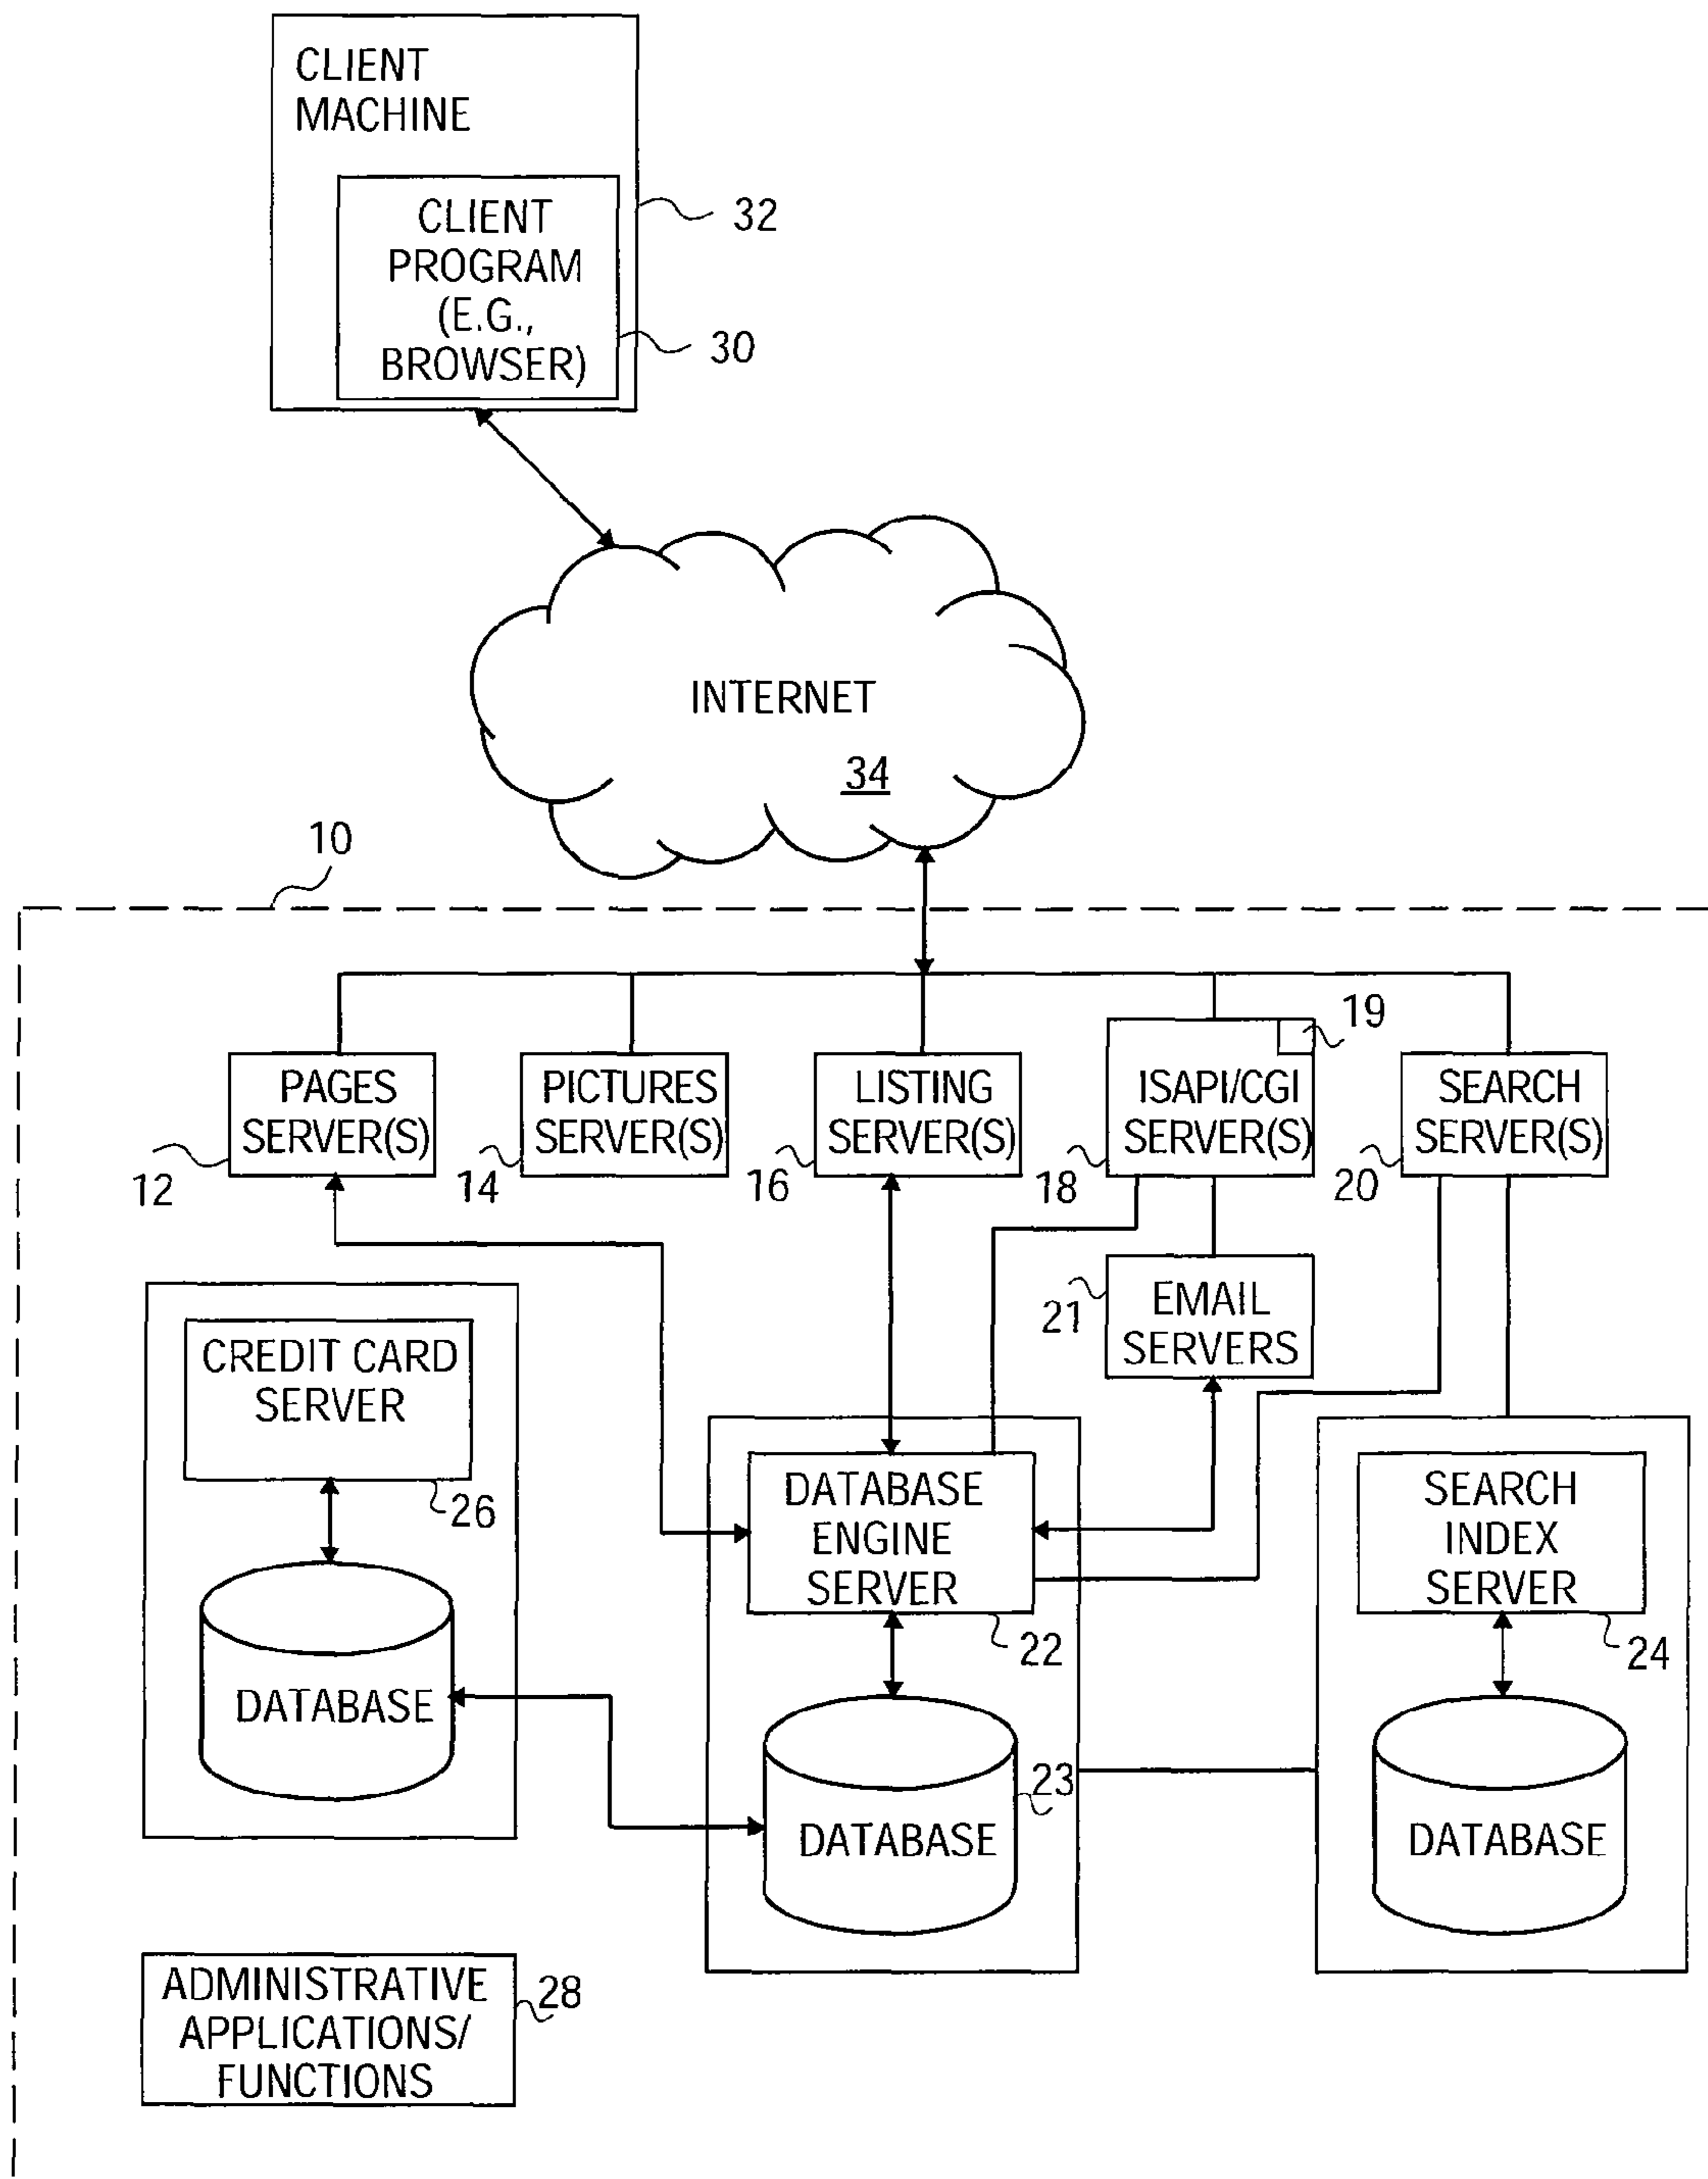 CLIENT
MACHINE
CLIENT
PROGRAM
(E.G.,
BROWSER)
32
30
INTERNET
34
10
19
PAGES
SERVER(S)
12
PICTURES
SERVER(S)
14
LISTING
SERVER(S)
16
ISAPI/CGI
SERVER(S)
18
SEARCH
SERVER(S)
20
EMAIL
SERVERS
21
CREDIT CARD
SERVER
26
DATABASE
DATABASE
ENGINE
SERVER
22
DATABASE
23
SEARCH
INDEX
SERVER
24
DATABASE
ADMINISTRATIVE
APPLICATIONS/
FUNCTIONS
28